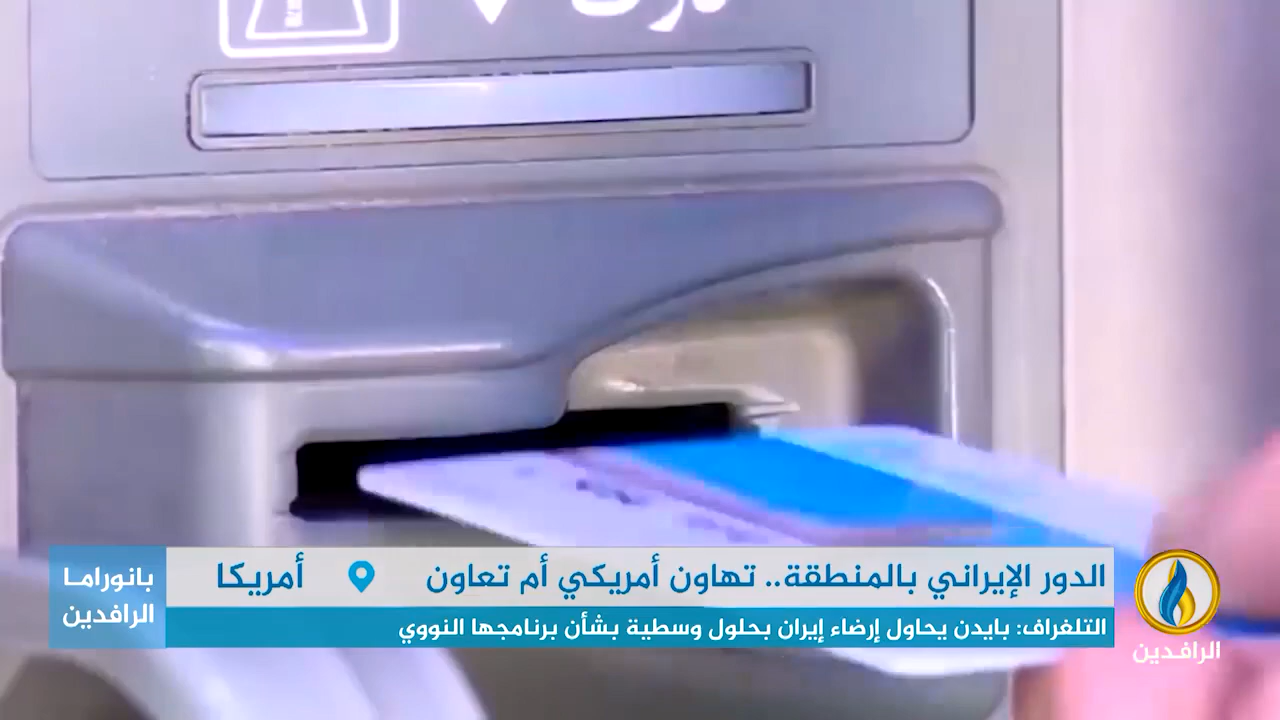 الدور الإيراني بالمنطقة.. تهاون أمريكي أم تعاون
أمريكا
التلغراف: بايدن يحاول إرضاء إيران بحلول وسطية بشأن برنامجها النووي
بانوراما
الرافدين
الرافدين